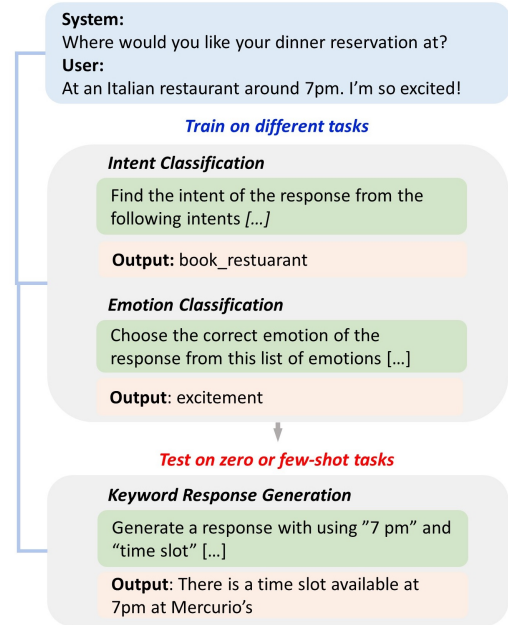 System:
Where would you like your dinner reservation at?
User:
At an Italian restaurant around 7pm. I'm so excited!
Train on different tasks
Intent Classification
Find the intent of the response from the
following intents [...]
Output: book_restuarant
Emotion Classification
Choose the correct emotion of the
response from this list of emotions [...]
Output: excitement
Test on zero or few-shot tasks
Keyword Response Generation
Generate a response with using ”7 pm” and
“time slot” [...]
Output: There is a time slot available at
7pm at Mercurio’s